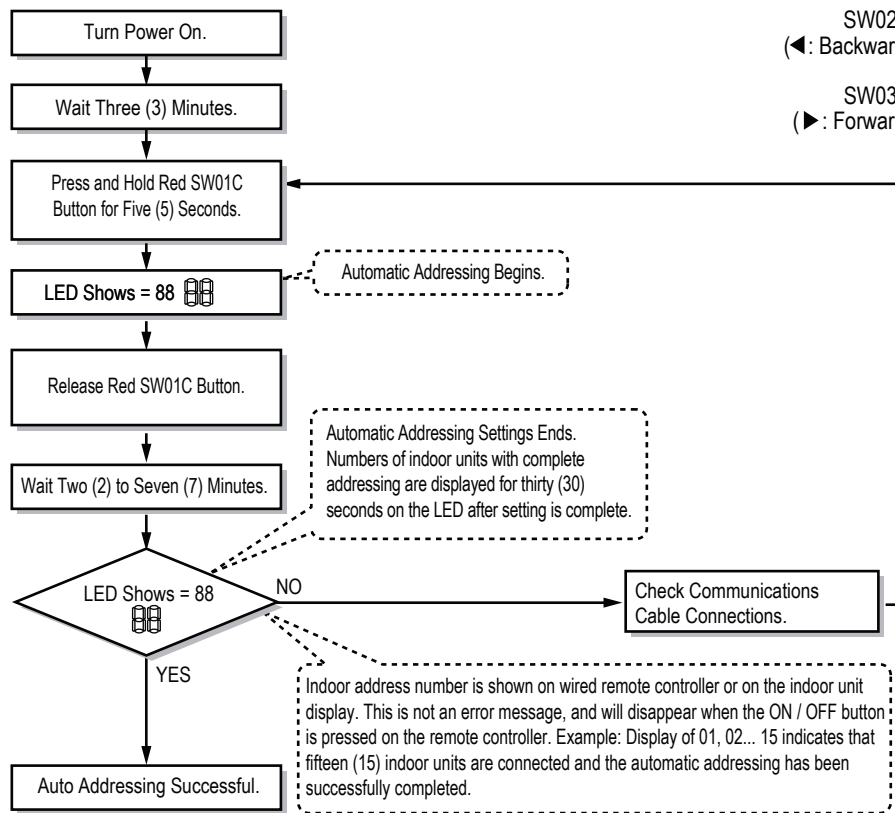 Turn Power On.
SW02
(◀: Backwar
Wait Three (3) Minutes.
SW03
(▶: Forwar
Press and Hold Red SW01C
Button for Five (5) Seconds.
LED Shows = 88 88
Automatic Addressing Begins.
Release Red SW01C Button.
Automatic Addressing Settings Ends.
Numbers of indoor units with complete
addressing are displayed for thirty (30)
seconds on the LED after setting is complete.
Wait Two (2) to Seven (7) Minutes.
LED Shows = 88
88
NO
YES
Check Communications
Cable Connections.
Indoor address number is shown on wired remote controller or on the indoor unit
display. This is not an error message, and will disappear when the ON / OFF button
is pressed on the remote controller. Example: Display of 01, 02... 15 indicates that
fifteen (15) indoor units are connected and the automatic addressing has been
successfully completed.
Auto Addressing Successful.